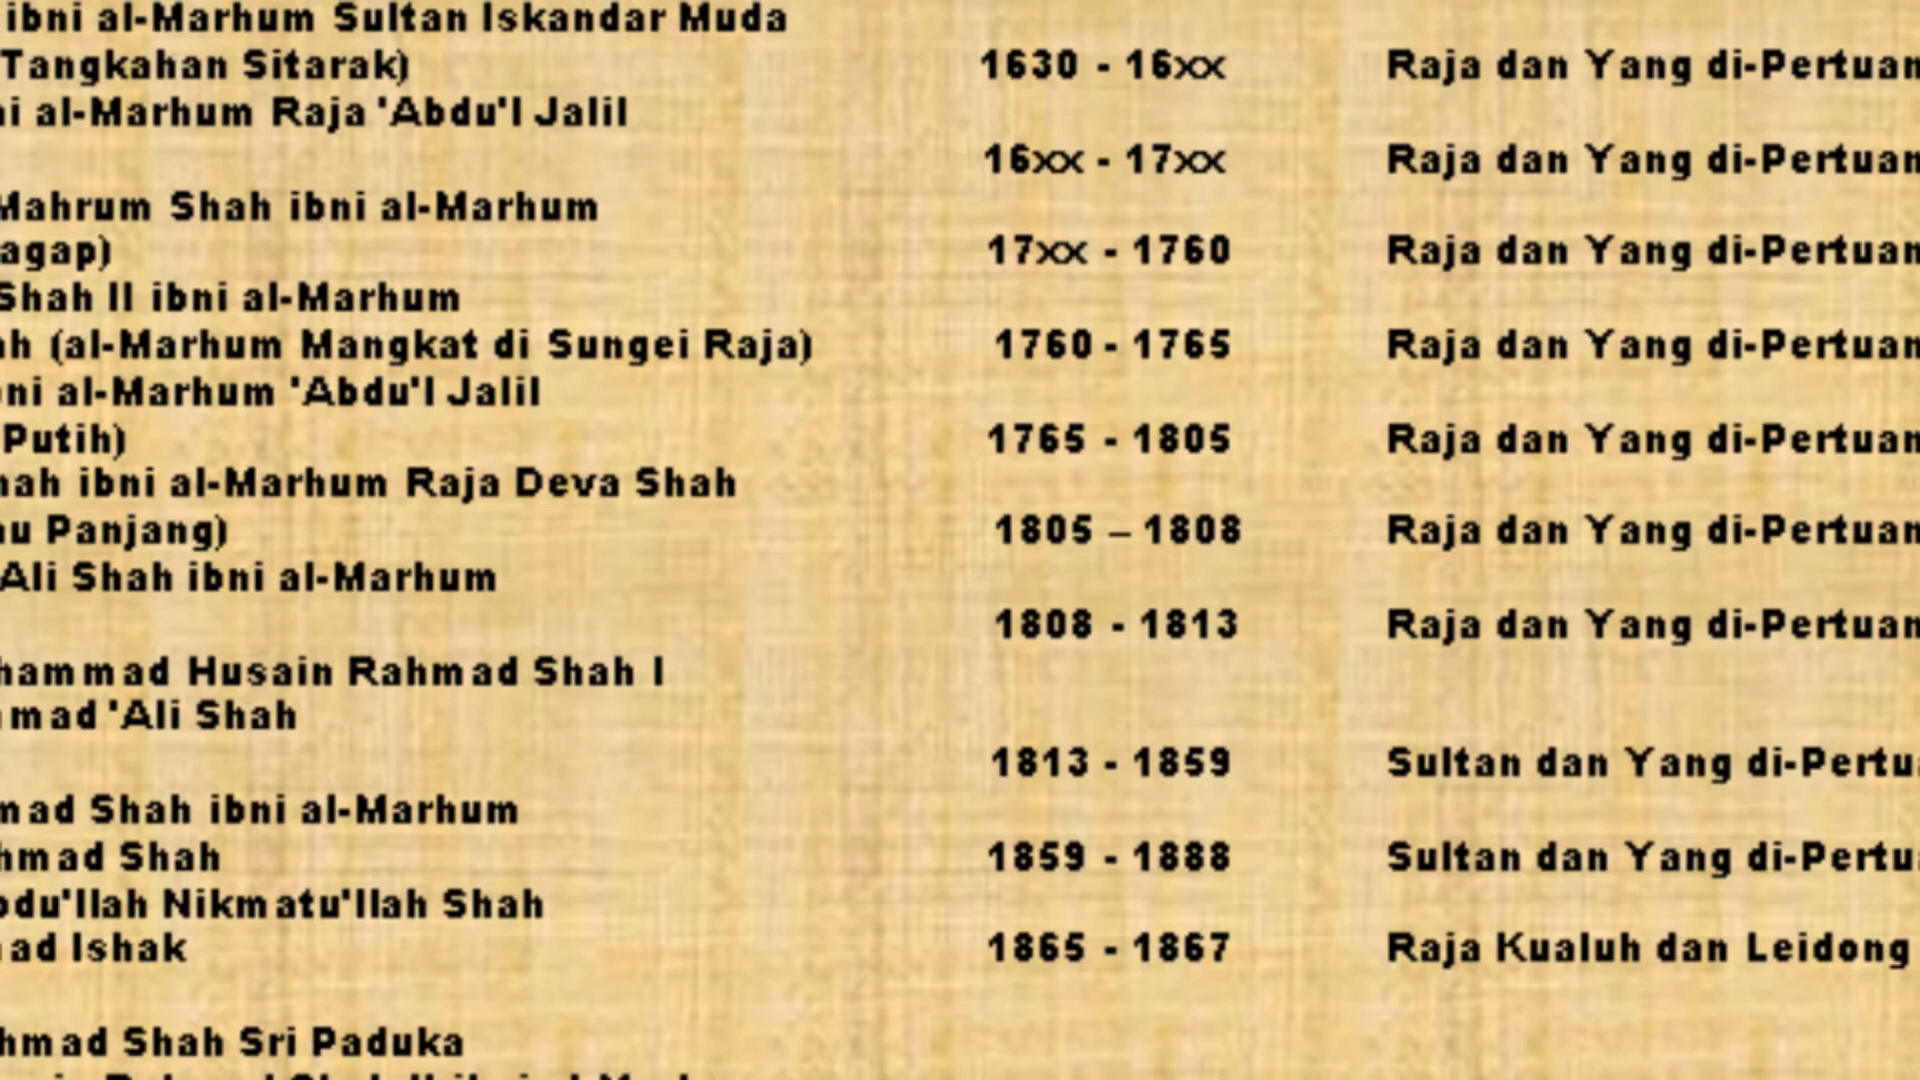 ibni al-Marhum Sultan Iskandar Muda
Tangkahan Sitarak) 1630 - 16xx Raja dan Yang di-Pertuan
al-Marhum Raja 'Abdu'l Jalil
16xx - 17xx Raja dan Yang di-Pertuan
Mahrum Shah ibni al-Marhum
agap) 17xx - 1760 Raja dan Yang di-Pertuan
Shah II ibni al-Marhum
(al-Marhum Mangkat di Sungei Raja) 1760 - 1765 Raja dan Yang di-Pertuan
al-Marhum 'Abdu'l Jalil
Putih) 1765 - 1805 Raja dan Yang di-Pertuan
ibni al-Marhum Raja Deva Shah
Panjang) 1805 – 1808 Raja dan Yang di-Pertuan
Ali Shah ibni al-Marhum
1808 - 1813 Raja dan Yang di-Pertuan
hammad Husain Rahmad Shah I
mad 'Ali Shah
1813 - 1859 Sultan dan Yang di-Pertu
mad Shah ibni al-Marhum
hmad Shah 1859 - 1888 Sultan dan Yang di-Pertu
bdu'llah Nikmatu'llah Shah
ad Ishak 1865 - 1867 Raja Kualuh dan Leidong
hmad Shah Sri Paduka